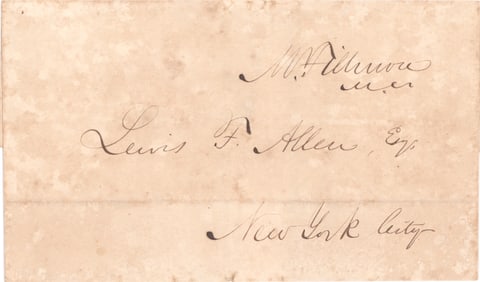 M. Fillmore
M.C.
Lewis F. Allen, Esq.
New York City